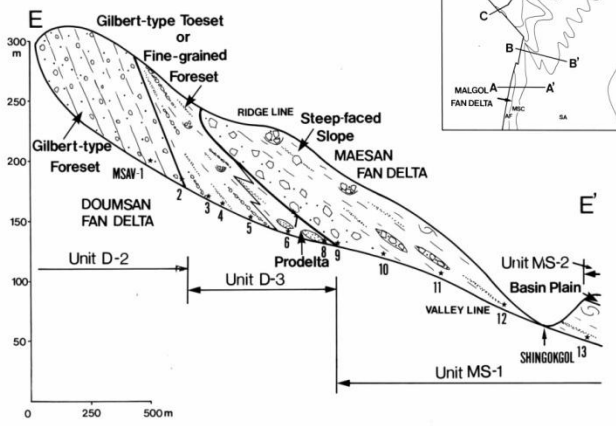 E
Gilbert-type Toeset
or
Fine-grained
Foreset
300
m
250
200
150
100
50
0
250
500 m
RIDGE LINE
Steep-faced
Slope
MAESAN
FAN DELTA
Gilbert-type
Foreset
MSAV-1
DOUMSAN
FAN DELTA
2
3
4
5
6
7
8
9
10
11
12
13
Prodelta
Unit D-2
Unit D-3
Unit MS-1
Unit MS-2
Basin Plain
VALLEY LINE
SHINGOKGOL
E'
C
B
B'
A
A'
MALGOL
FAN DELTA
AF
MSC
SA